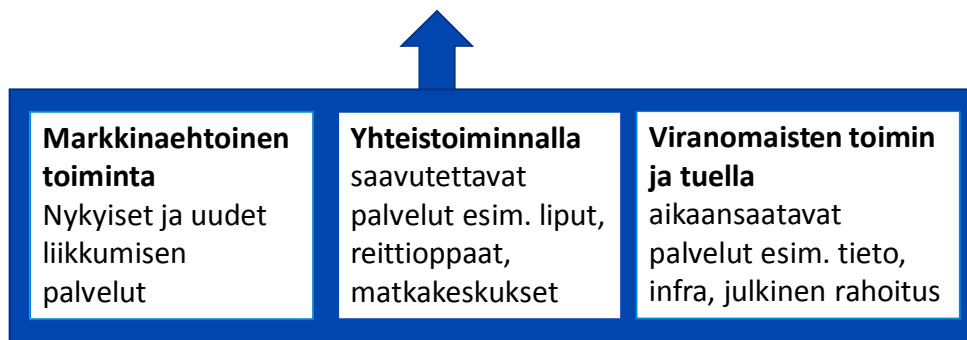 Markkinaehtoinen
toiminta
Nykyiset ja uudet
liikkumisen
palvelut
Yhteistoiminnalla
saavutettavat
palvelut esim. liput,
reittioppaat,
matkakeskukset
Viranomaisten toimin
ja tuella
aikaansaatavat
palvelut esim. tieto,
infra, julkinen rahoitus